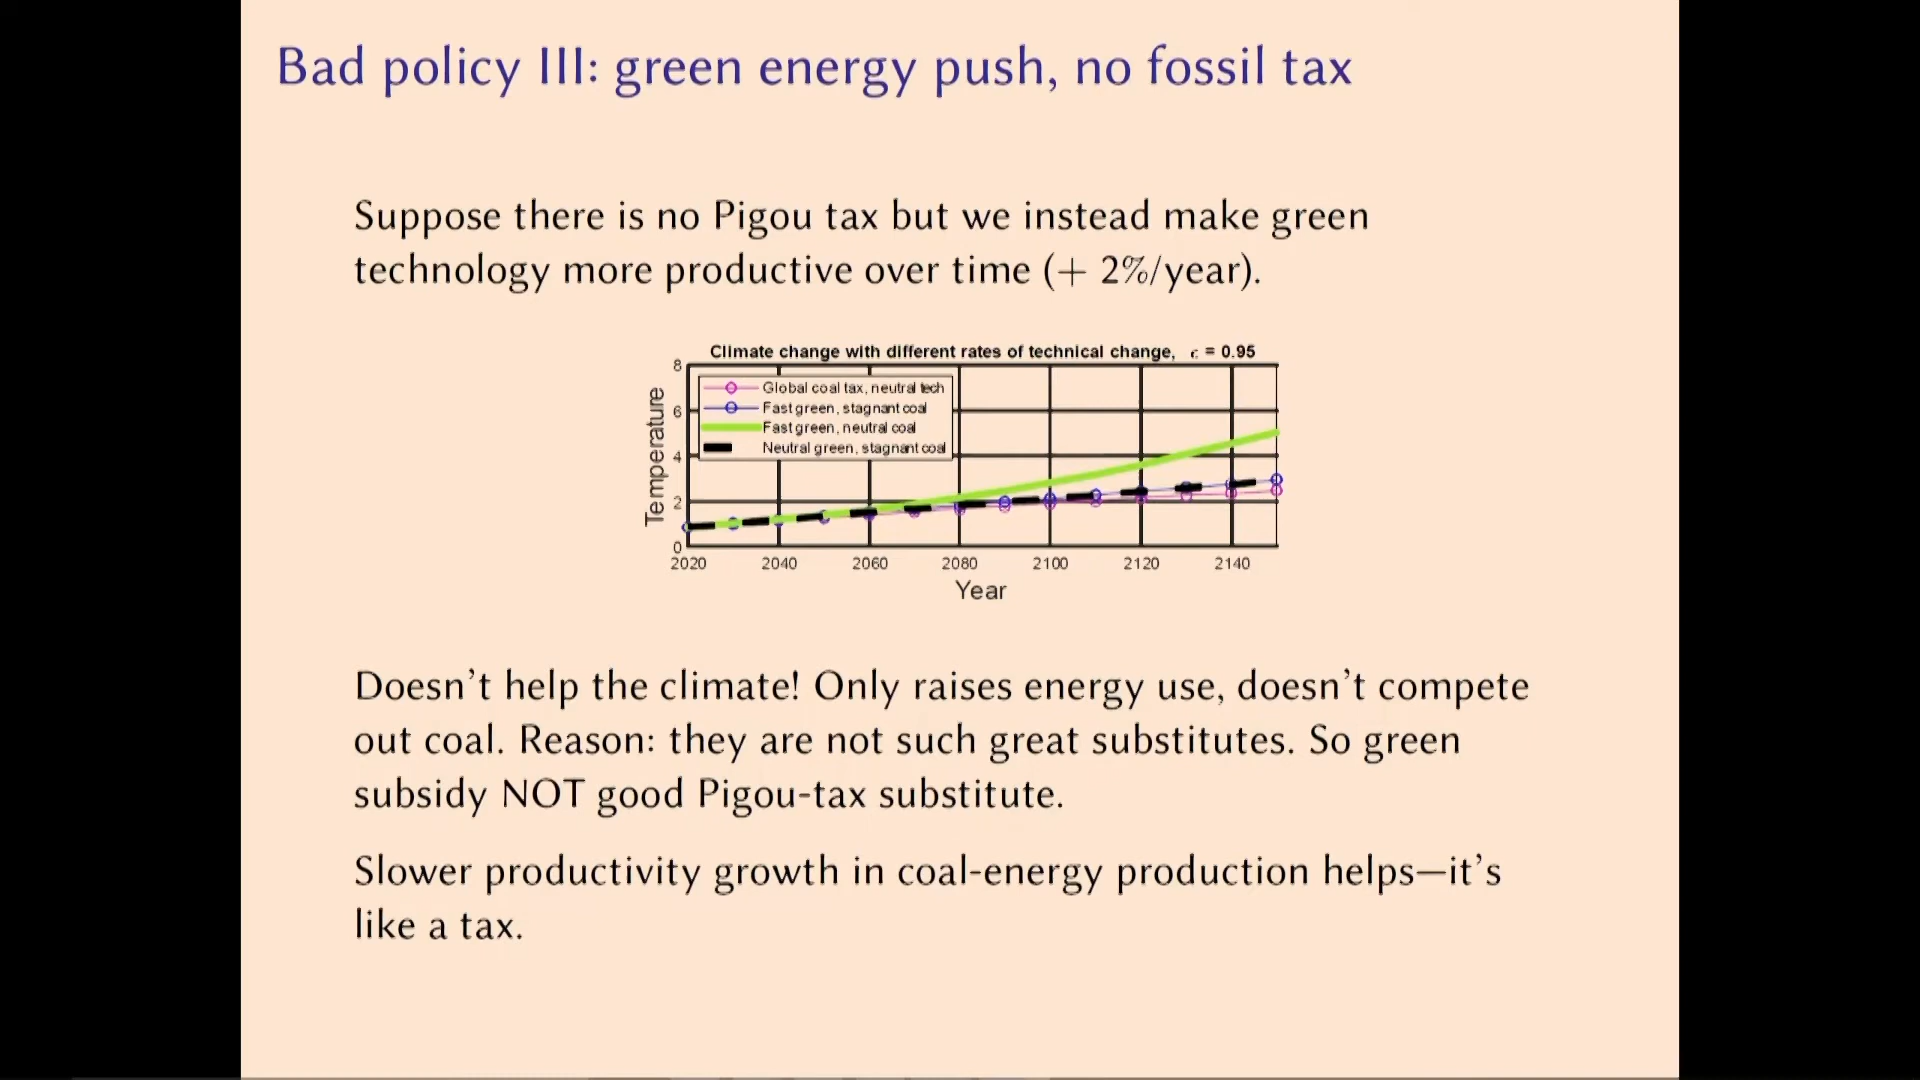 Bad policy III: green energy push, no fossil tax
Suppose there is no Pigou tax but we instead make green
technology more productive over time (+ 2%/year).
Climate change with different rates of technical change, ε = 0.95
Temperature
8
6
4
2
0
Global coal tax, neutral tech
Fast green, stagnant coal
Fast green, neutral coal
Neutral green, stagnant coal
2020 2040 2060 2080 2100 2120 2140
Year
Doesn't help the climate! Only raises energy use, doesn't compete
out coal. Reason: they are not such great substitutes. So green
subsidy NOT good Pigou-tax substitute.
Slower productivity growth in coal-energy production helps—it's
like a tax.